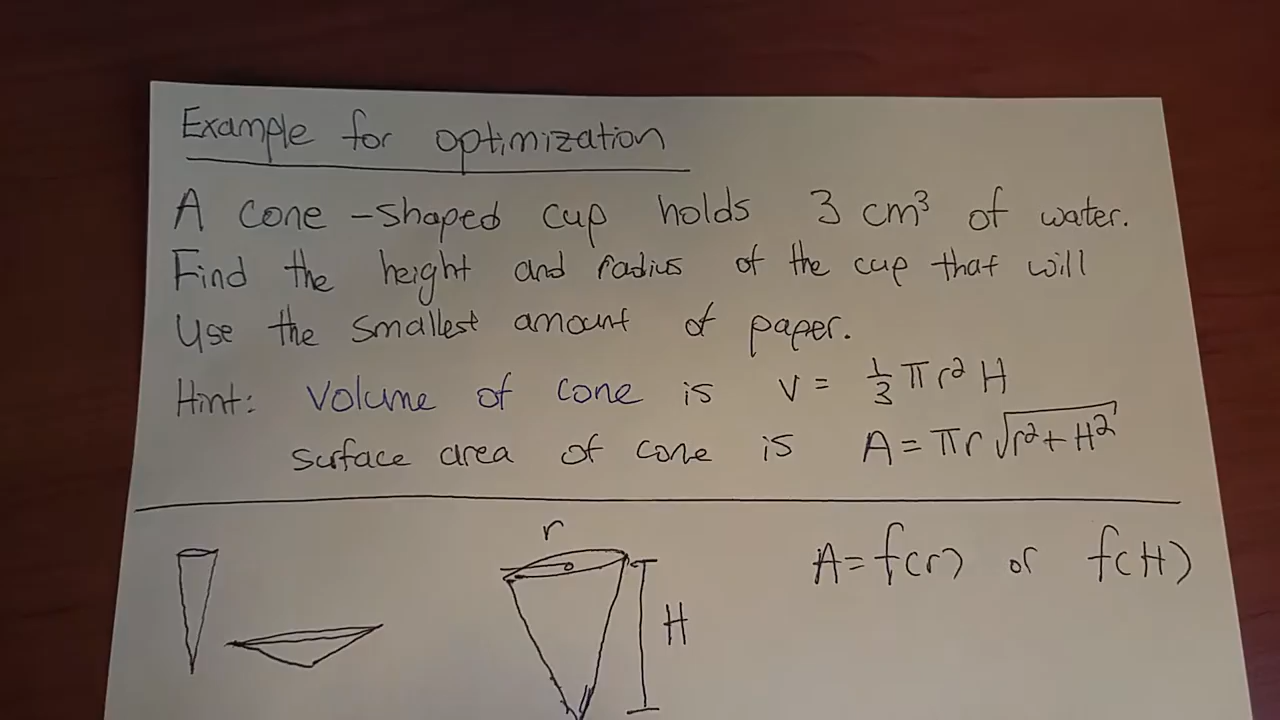 Example for optimization
A cone-shaped cup holds 3 cm³ of water.
Find the height and radius of the cup that will
Use the smallest amount of paper.
Hint: Volume of cone is V = 1/3 π r² H
surface area of cone is A = πr√(r² + H²)
r
A = f(r) or f(H)
H